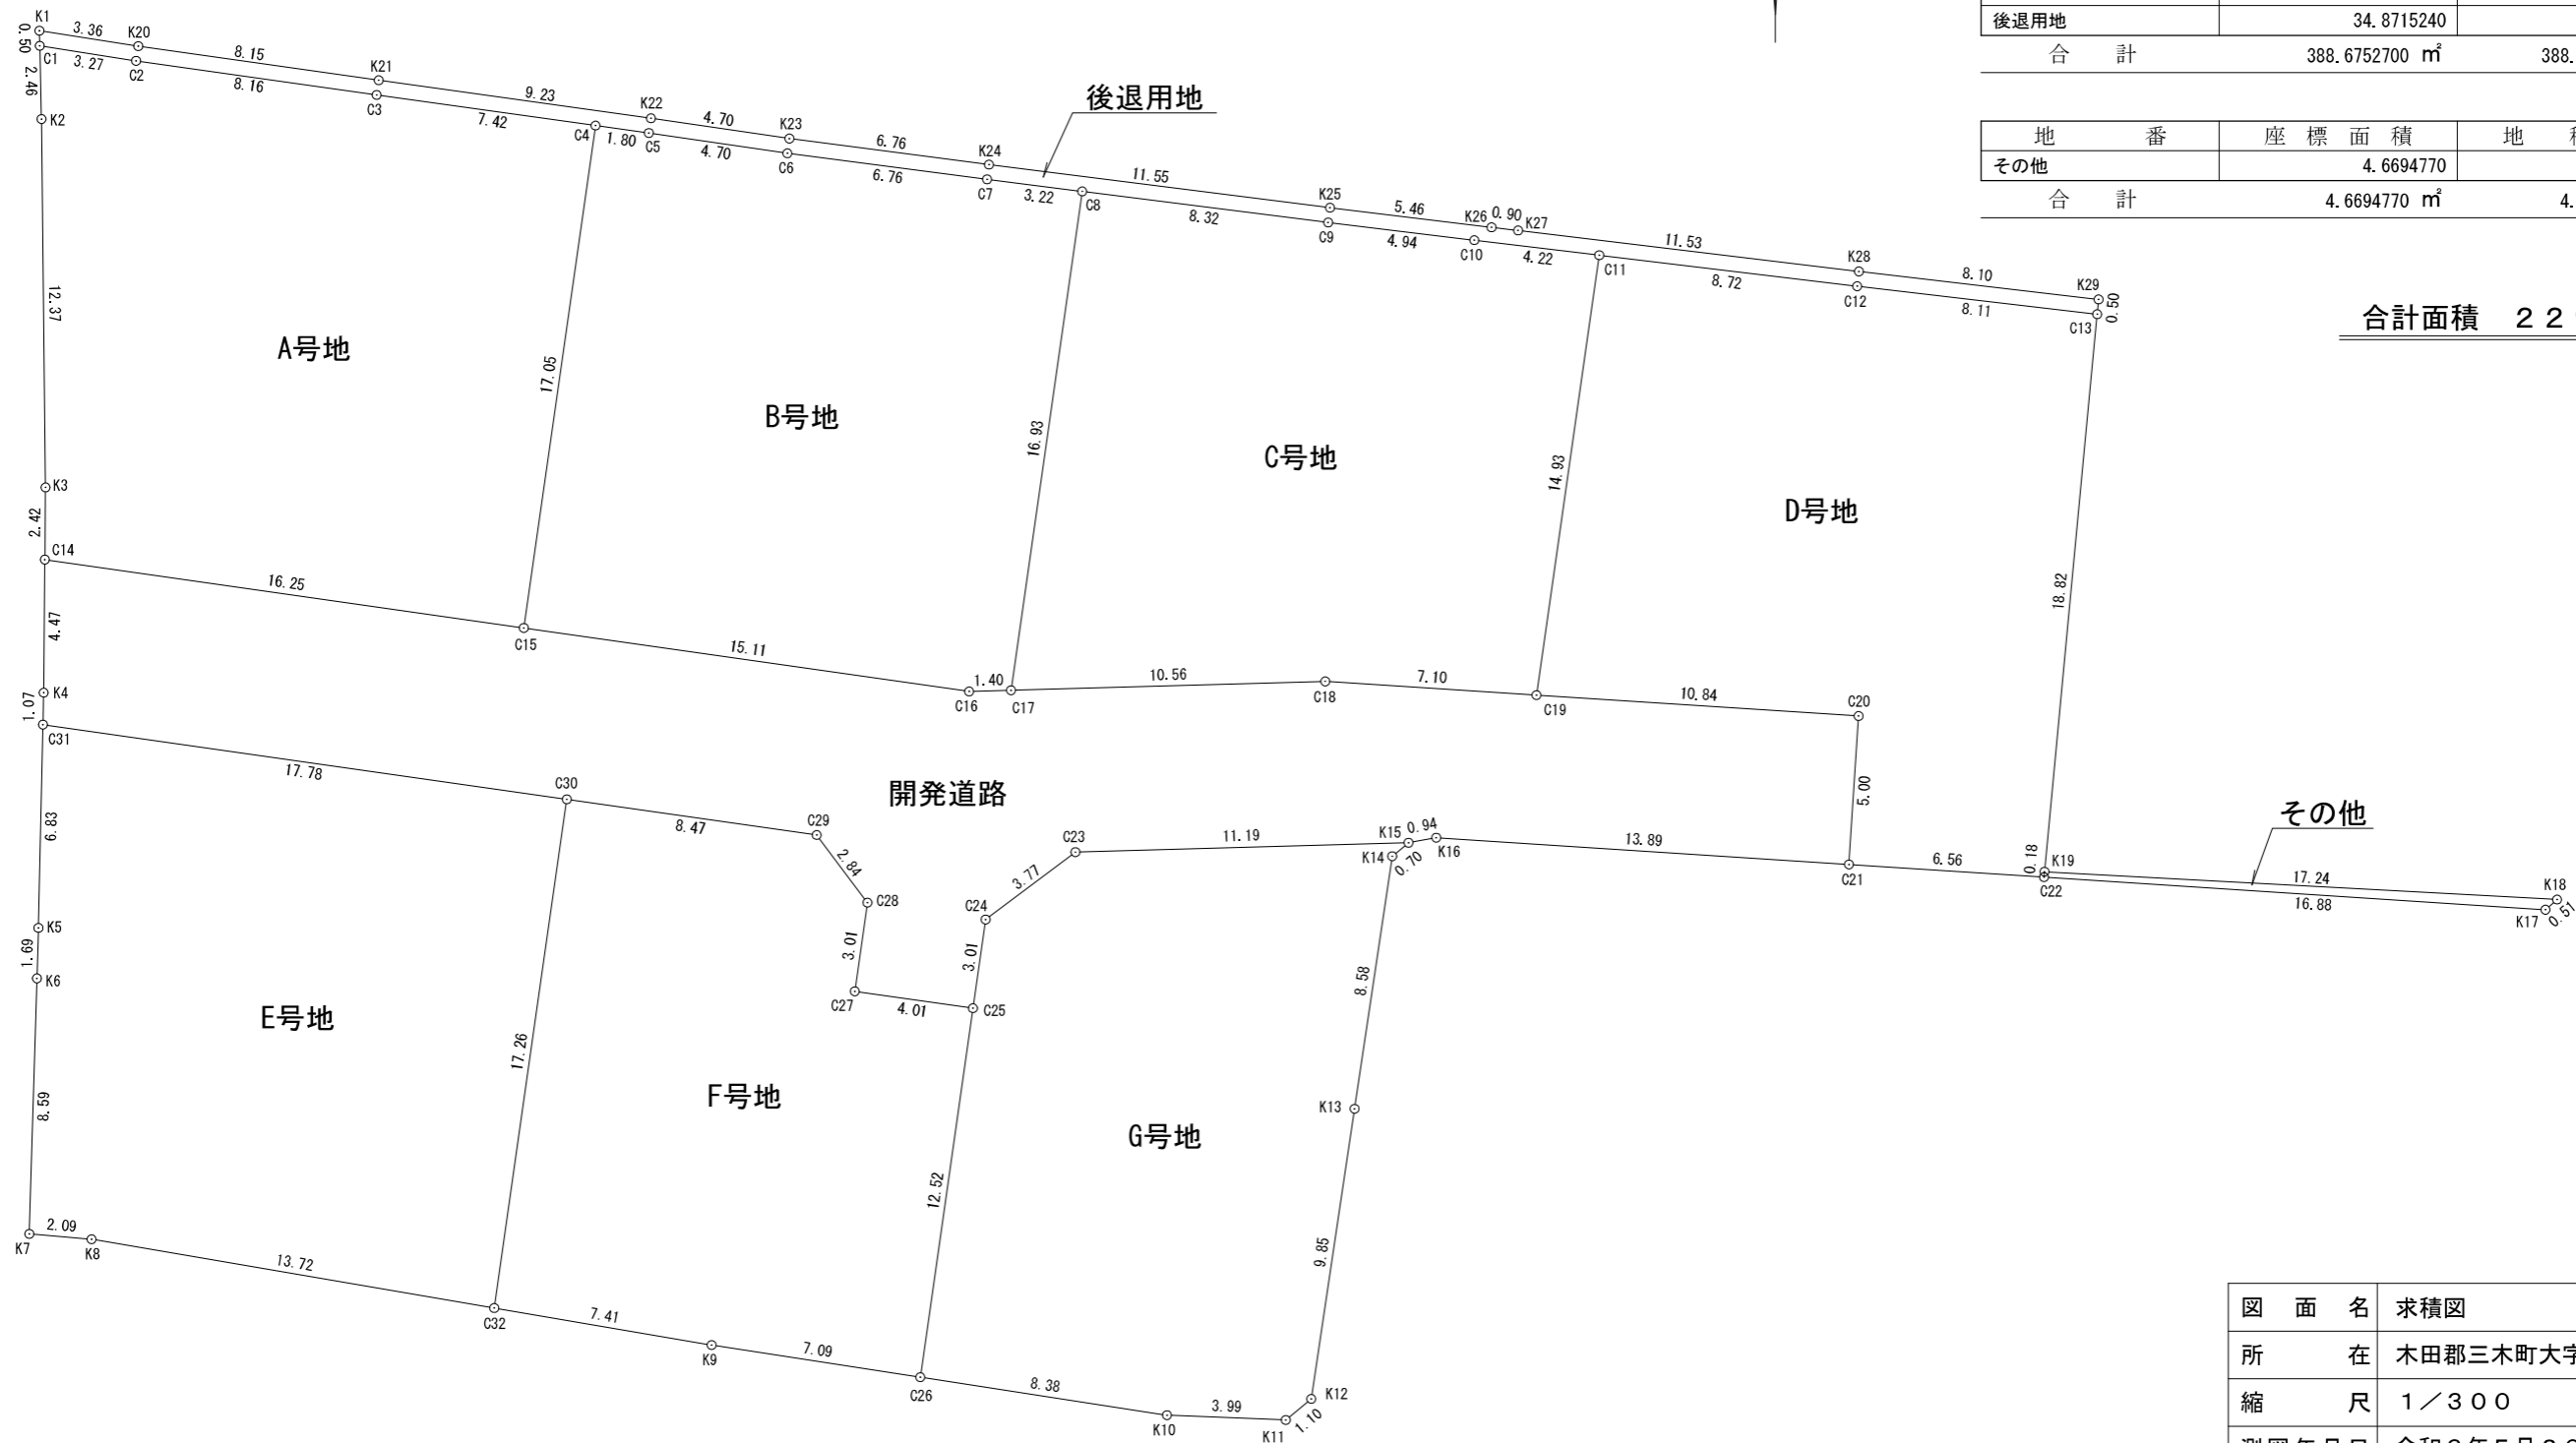 後退用地 34.8715240
合 計 388.6752700 ㎡ 388.
地 番 座 標 面 積 地
その他 4.6694770
合 計 4.6694770 ㎡ 4.
合計面積 ２２
K1
3.36
K20
8.15
K21
9.23
K22
4.70
K23
6.76
K24
11.55
K25
5.46
K26
0.90
K27
11.53
K28
8.10
K29
0.50
0.50
C1
3.27
C2
8.16
C3
7.42
C4
1.80
C5
4.70
C6
6.76
C7
3.22
C8
8.32
C9
4.94
C10
4.22
C11
8.72
C12
8.11
C13
後退用地
2.46
K2
12.37
K3
2.42
C14
A号地
17.05
B号地
16.93
C号地
14.93
D号地
18.82
16.25
C15
15.11
C16
1.40
C17
10.56
C18
7.10
C19
10.84
C20
5.00
4.47
K4
1.07
C31
17.78
C30
8.47
C29
2.84
C28
3.01
C27
4.01
C25
3.01
C24
3.77
C23
11.19
K15
0.94
K16
K14
0.70
13.89
C21
6.56
0.18
K19
C22
17.24
16.88
K18
K17
0.51
その他
開発道路
6.83
K5
1.69
K6
8.59
K7
2.09
K8
13.72
C32
7.41
K9
7.09
C26
8.38
K10
3.99
K11
1.10
K12
9.85
K13
8.58
E号地
17.26
F号地
12.52
G号地
図 面 名 求積図
所 在 木田郡三木町大字
縮 尺 １／３００